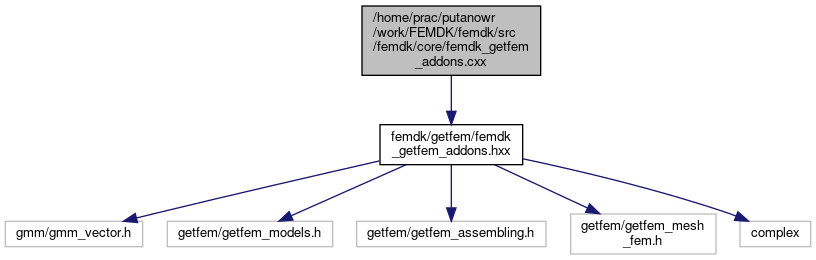 /home/prac/putanowr
/work/FEMDK/femdk/src
/femdk/core/femdk_getfem
_addons.cxx
femdk/getfem/femdk
_getfem_addons.hxx
gmm/gmm_vector.h
getfem/getfem_models.h
getfem/getfem_assembling.h
getfem/getfem_mesh
_fem.h
complex